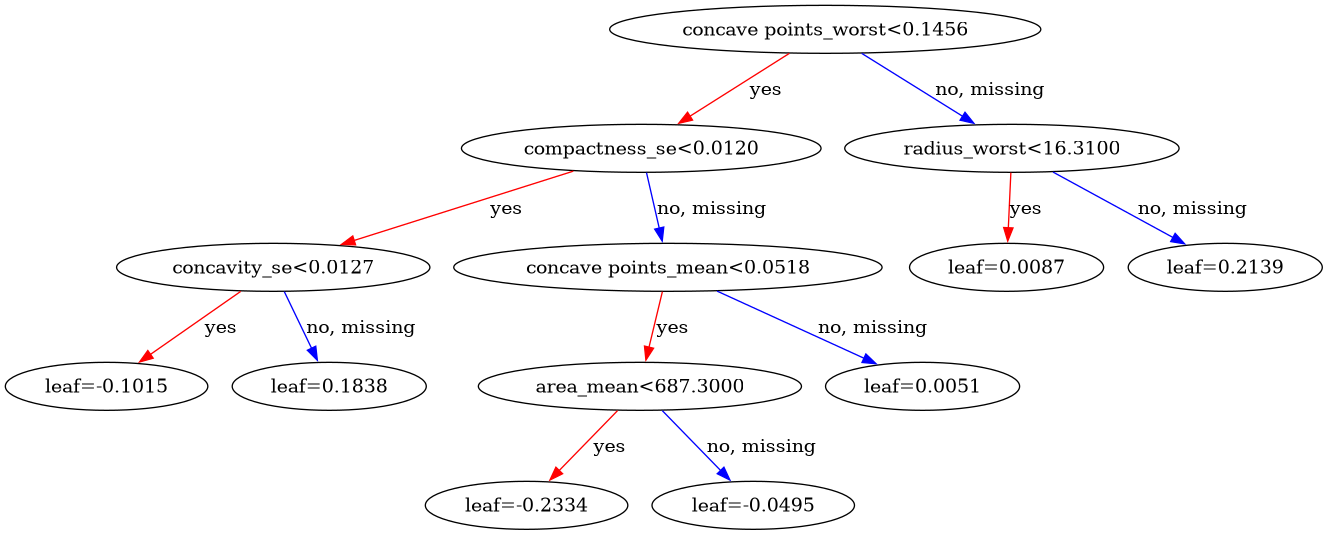 concave points_worst<0.1456
yes
no, missing
compactness_se<0.0120
radius_worst<16.3100
yes
no, missing
yes
no, missing
concavity_se<0.0127
concave points_mean<0.0518
leaf=0.0087
leaf=0.2139
yes
no, missing
yes
no, missing
leaf=-0.1015
leaf=0.1838
area_mean<687.3000
leaf=0.0051
yes
no, missing
leaf=-0.2334
leaf=-0.0495